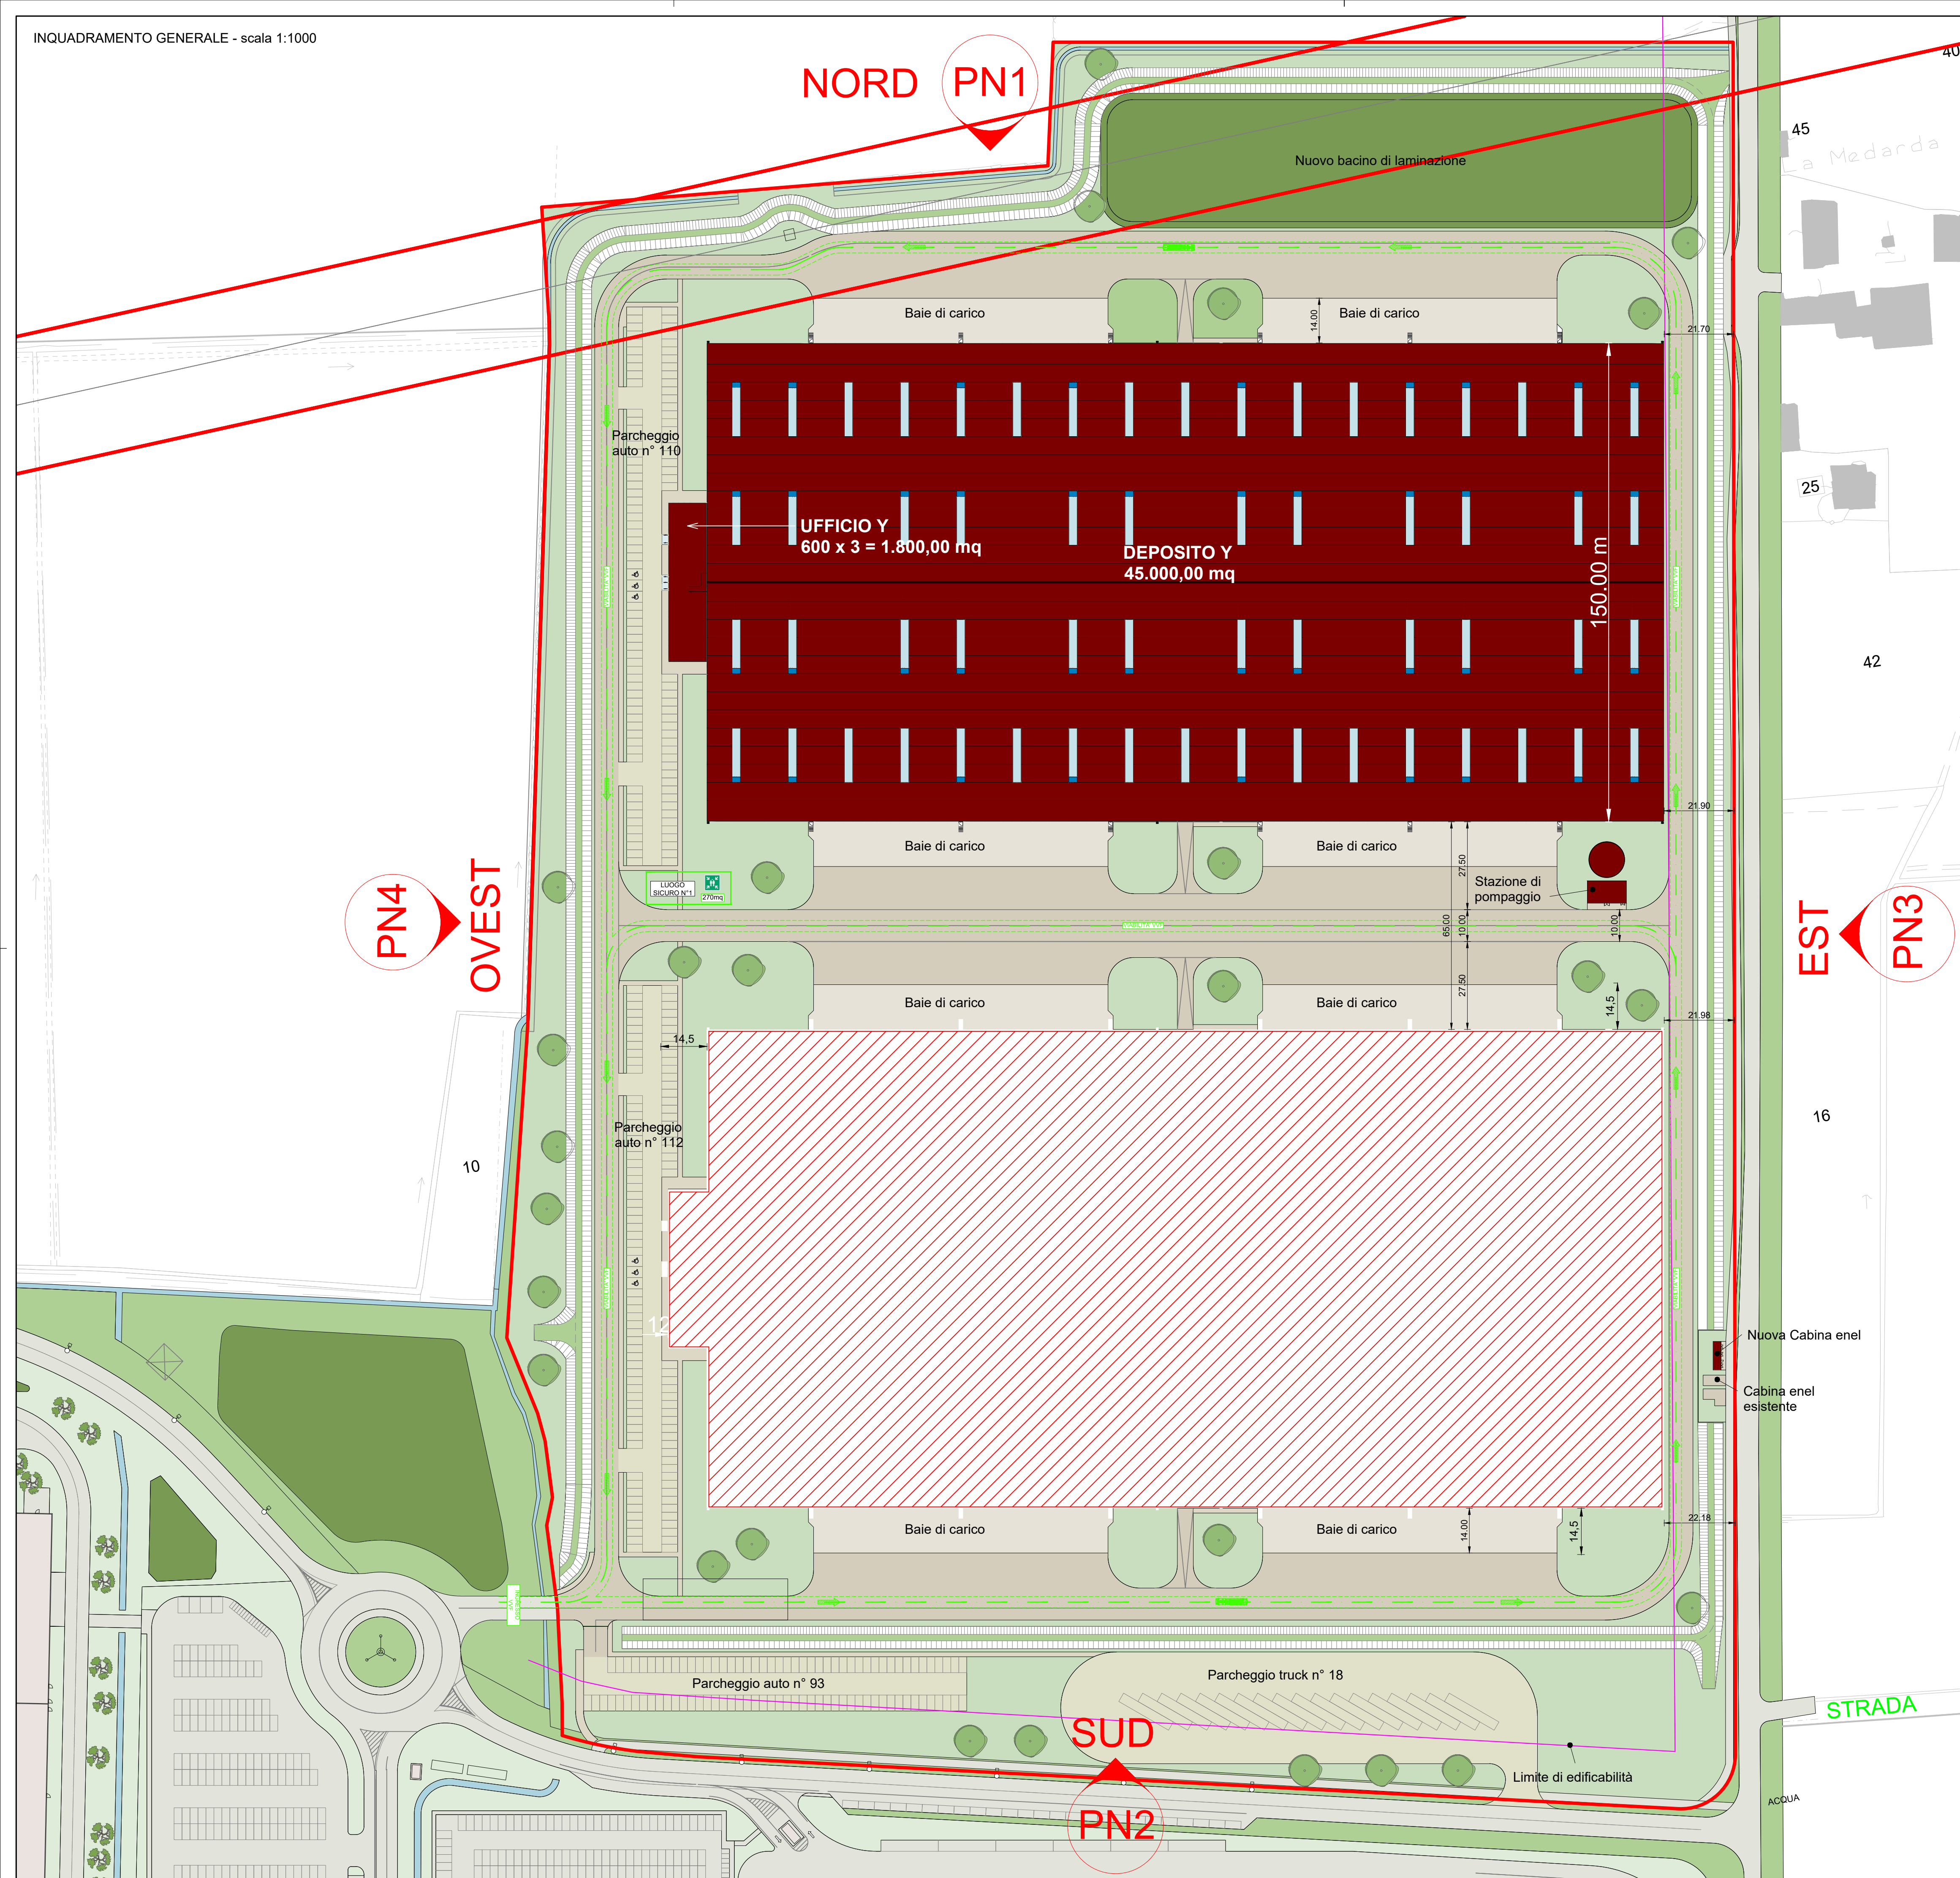 INQUADRAMENTO GENERALE - scala 1:1000
NORD
PN1
40
45
La Medarda
Nuovo bacino di laminazione
Baie di carico
Baie di carico
14.00
21.70
Parcheggio
auto n° 110
25
UFFICIO Y
600 x 3 = 1.800,00 mq
DEPOSITO Y
45.000,00 mq
150.00 m
42
21.90
Baie di carico
Baie di carico
27.50
LUOGO
SICURO N°1
270mq
Stazione di
pompaggio
PN4
OVEST
65.00
10.00
10.00
EST
PN3
27.50
Baie di carico
Baie di carico
14,5
21.98
14,5
Parcheggio
auto n° 112
16
10
12
Nuova Cabina enel
Cabina enel
esistente
Baie di carico
Baie di carico
14.00
14,5
22.18
Parcheggio auto n° 93
Parcheggio truck n° 18
STRADA
SUD
Limite di edificabilità
ACQUA
PN2